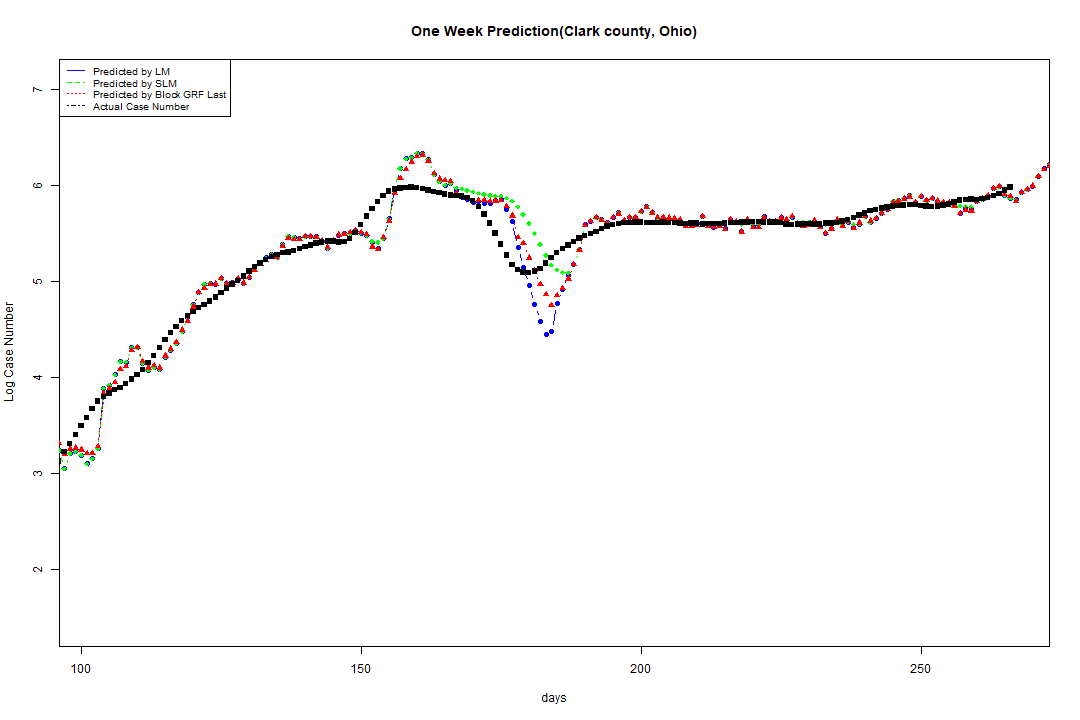 One Week Prediction(Clark county, Ohio)
Predicted by LM
Predicted by SLM
Predicted by Block GRF Last
Actual Case Number
7
6
5
4
3
2
Log Case Number
100 150 200 250
days